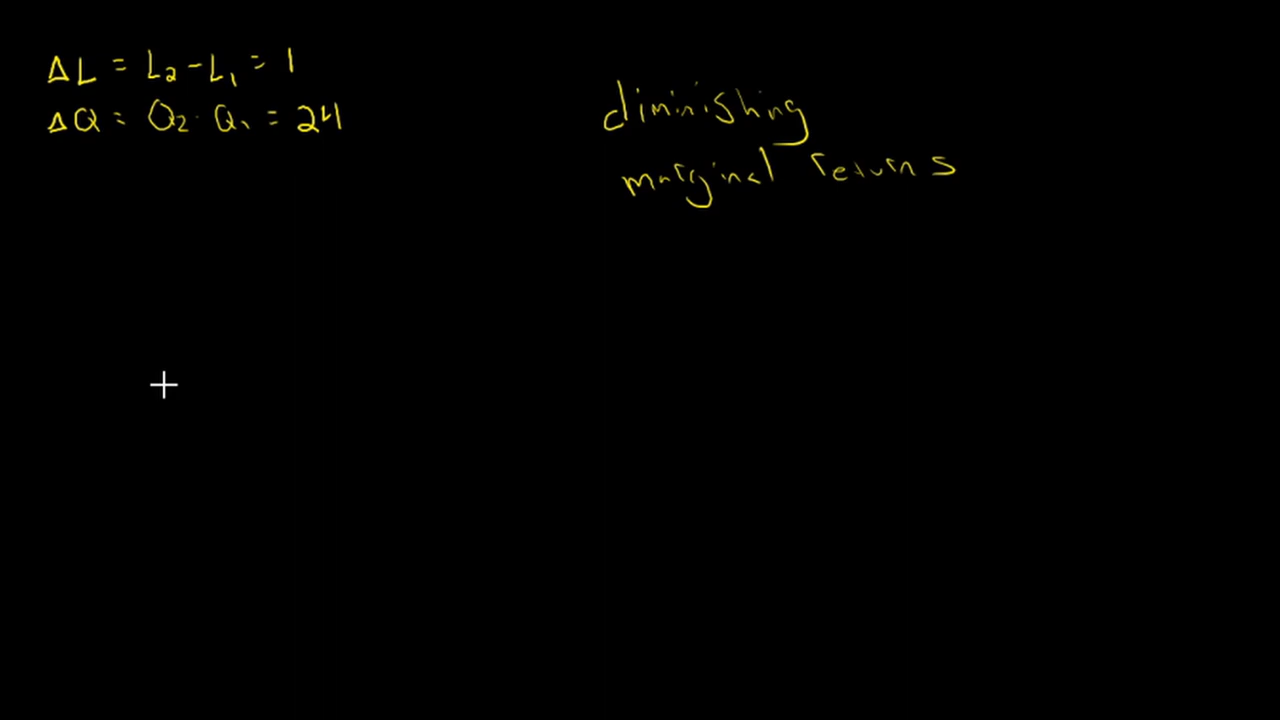 ΔL = L₂ - L₁ = 1
ΔQ = Q₂ - Q₁ = 24
diminishing
marginal returns